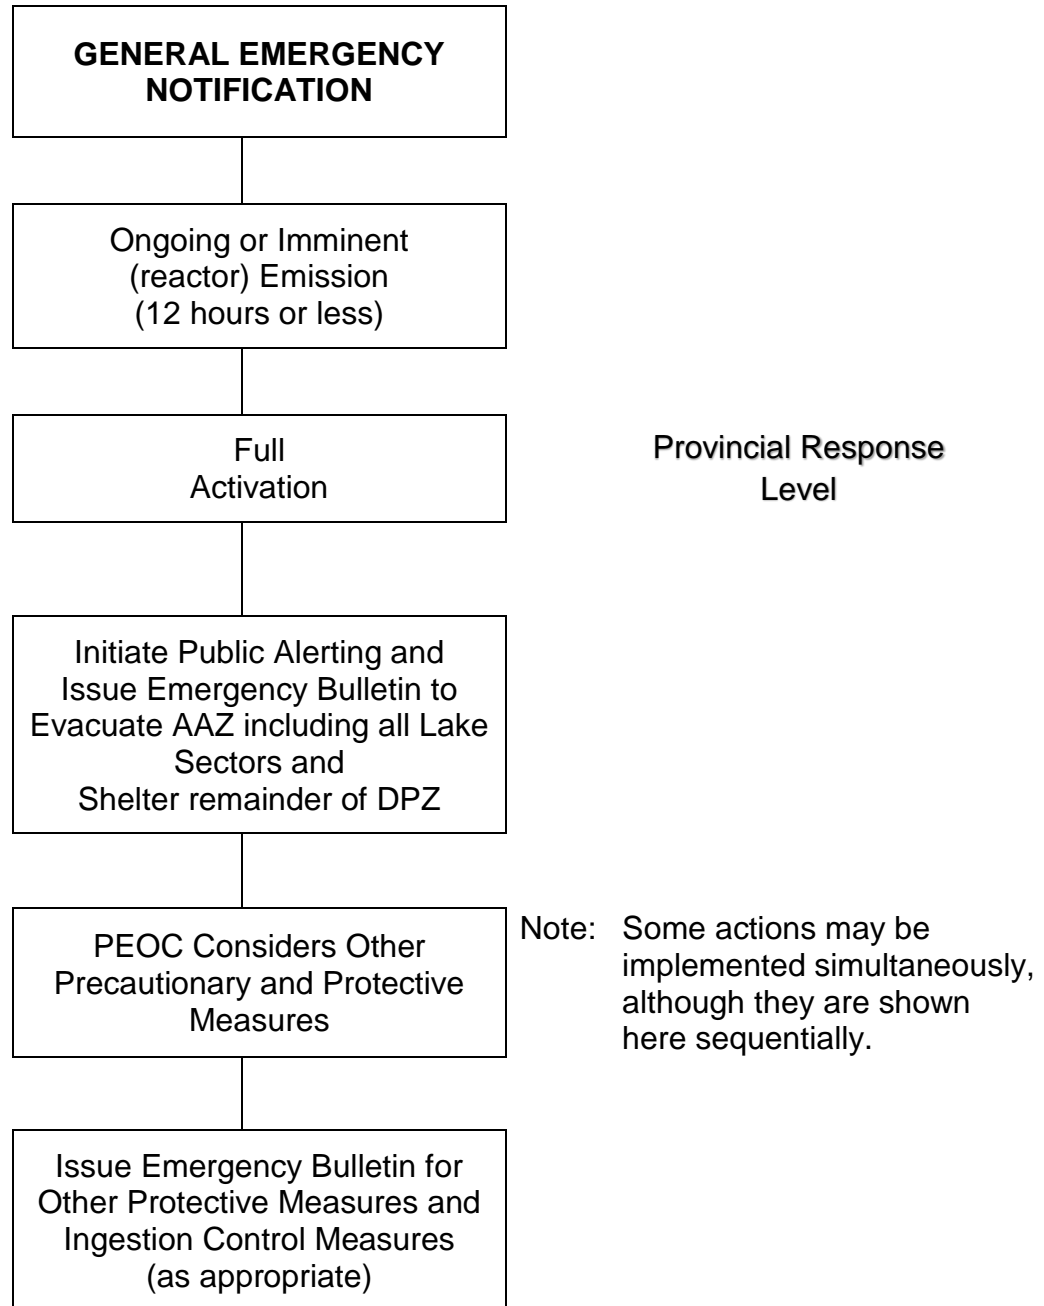 GENERAL EMERGENCY
NOTIFICATION
Ongoing or Imminent
(reactor) Emission
(12 hours or less)
Full
Activation
Provincial Response
Level
Initiate Public Alerting and
Issue Emergency Bulletin to
Evacuate AAZ including all Lake
Sectors and
Shelter remainder of DPZ
PEOC Considers Other
Precautionary and Protective
Measures
Note: Some actions may be
implemented simultaneously,
although they are shown
here sequentially.
Issue Emergency Bulletin for
Other Protective Measures and
Ingestion Control Measures
(as appropriate)